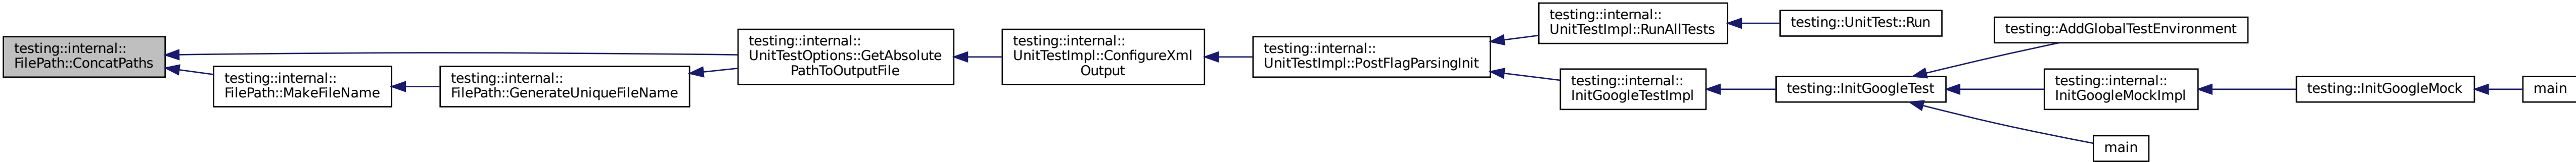 testing::internal::
FilePath::ConcatPaths
testing::internal::
FilePath::MakeFileName
testing::internal::
FilePath::GenerateUniqueFileName
testing::internal::
UnitTestOptions::GetAbsolute
PathToOutputFile
testing::internal::
UnitTestImpl::ConfigureXml
Output
testing::internal::
UnitTestImpl::PostFlagParsingInit
testing::internal::
UnitTestImpl::RunAllTests
testing::UnitTest::Run
testing::internal::
InitGoogleTestImpl
testing::InitGoogleTest
testing::AddGlobalTestEnvironment
testing::internal::
InitGoogleMockImpl
testing::InitGoogleMock
main
main